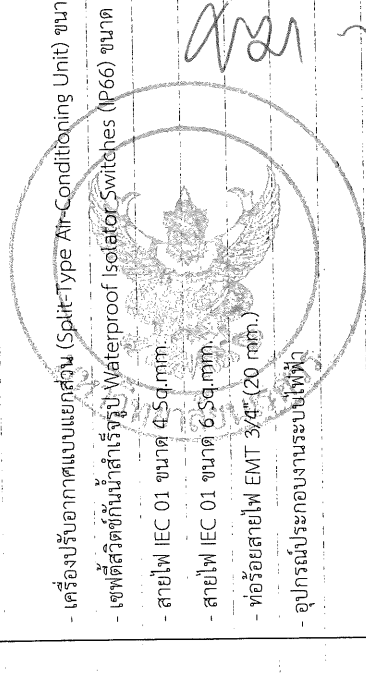 - เครื่องปรับอากาศแบบแยกส่วน (Split-Type Air-Conditioning Unit) ขนา
- เซฟตี้สวิตช์กันน้ำสำเร็จรูป Waterproof Isolator Switches (IP66) ขนาด
- สายไฟ IEC 01 ขนาด 4 Sq.mm.
- สายไฟ IEC 01 ขนาด 6 Sq.mm.
- ท่อร้อยสายไฟ EMT 3/4" (20 mm.)
- อุปกรณ์ประกอบงานระบบไฟฟ้า